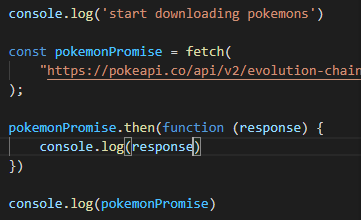 console.log('start downloading pokemons')
const pokemonPromise = fetch(
"https://pokeapi.co/api/v2/evolution-chain
);
pokemonPromise.then(function (response) {
console.log(response)
})
console.log(pokemonPromise)